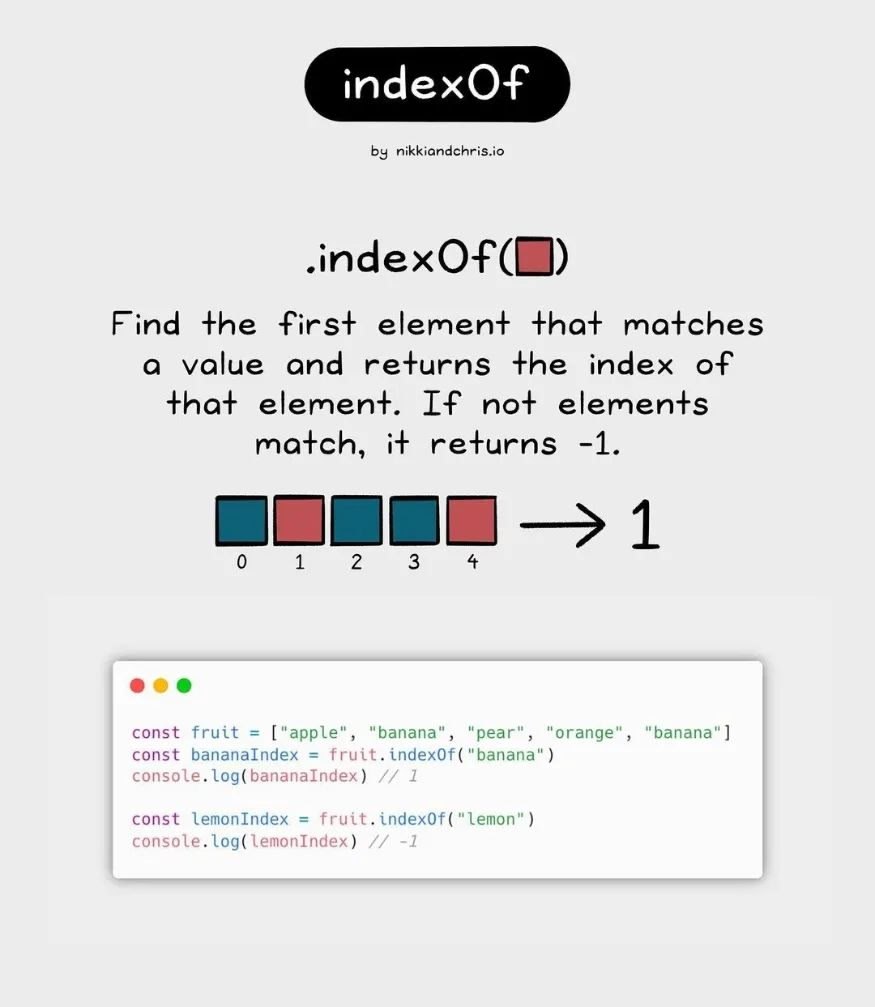 indexOf
by nikkiandchris.io
.indexOf( )
Find the first element that matches
a value and returns the index of
that element. If not elements
match, it returns -1.
1
0 1 2 3 4
const fruit = ["apple", "banana", "pear", "orange", "banana"]
const bananaIndex = fruit.indexOf("banana")
console.log(bananaIndex) // 1
const lemonIndex = fruit.indexOf("lemon")
console.log(lemonIndex) // -1